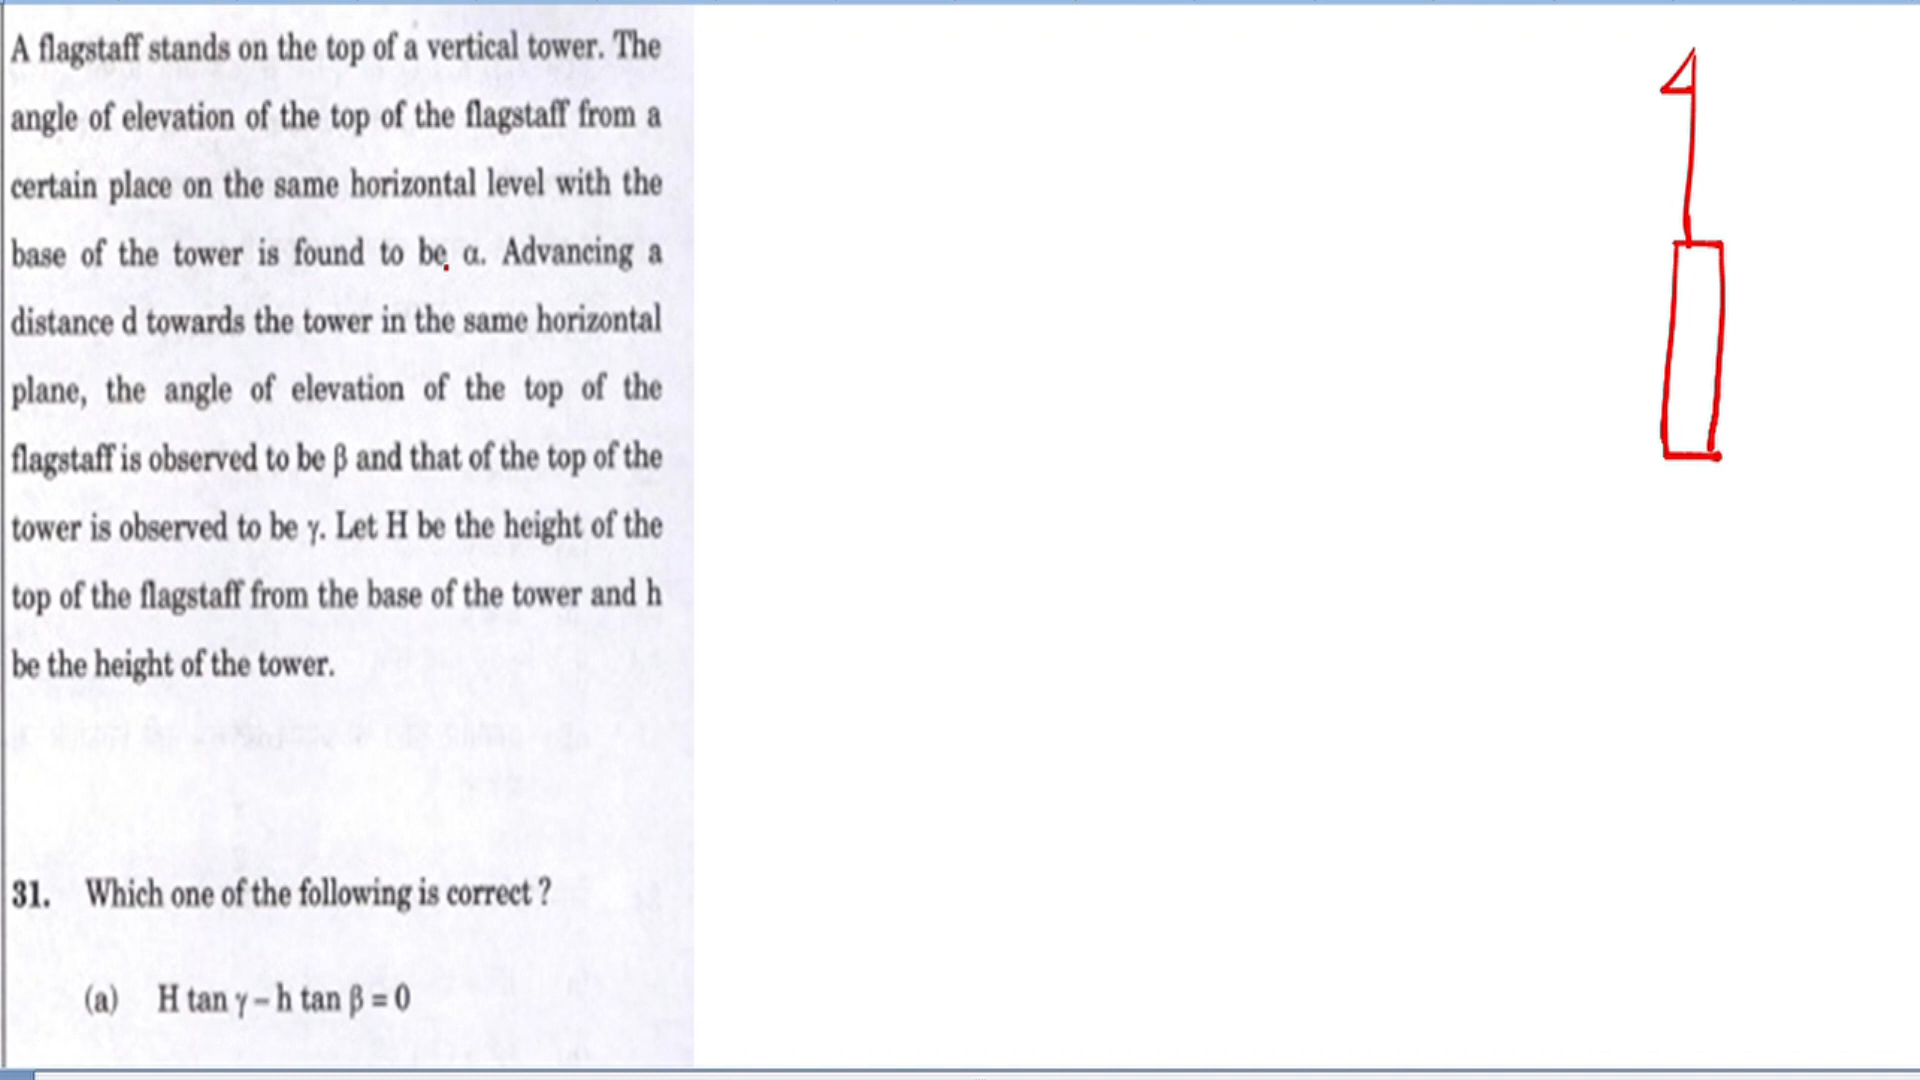 A flagstaff stands on the top of a vertical tower. The
angle of elevation of the top of the flagstaff from a
certain place on the same horizontal level with the
base of the tower is found to be α. Advancing a
distance d towards the tower in the same horizontal
plane, the angle of elevation of the top of the
flagstaff is observed to be β and that of the top of the
tower is observed to be γ. Let H be the height of the
top of the flagstaff from the base of the tower and h
be the height of the tower.
31. Which one of the following is correct ?
(a) H tan γ – h tan β = 0